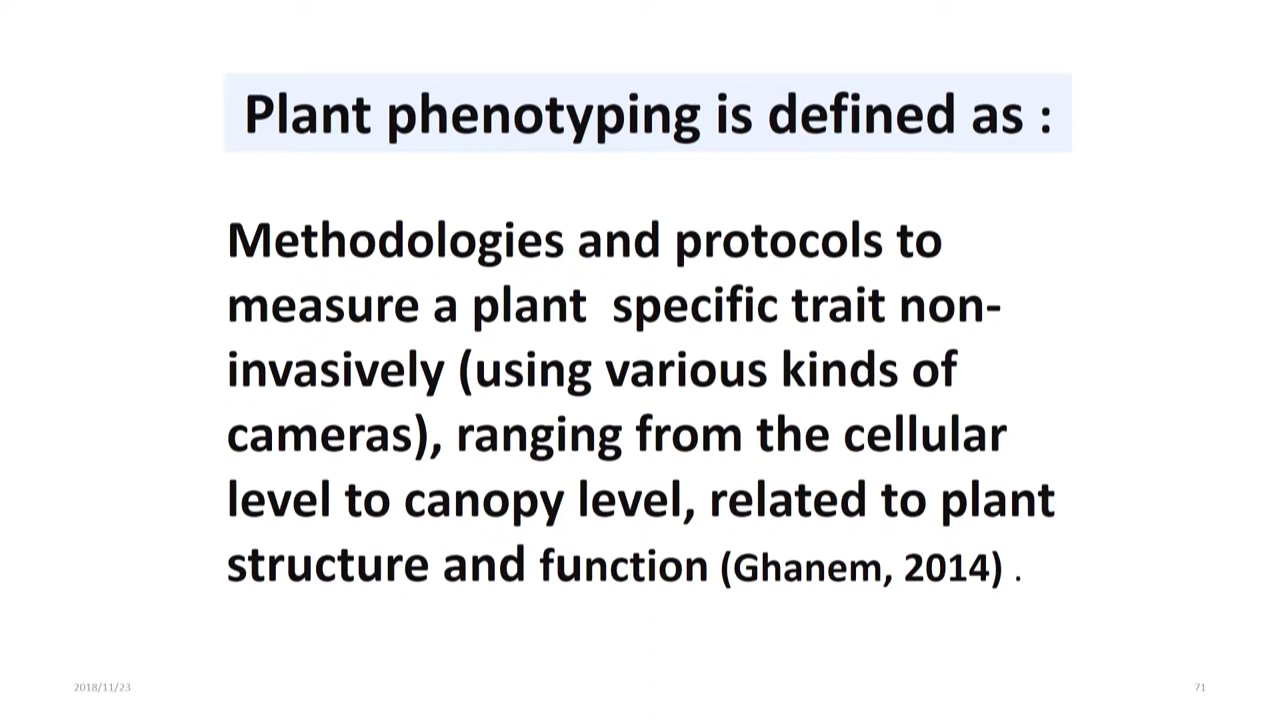 Plant phenotyping is defined as :
Methodologies and protocols to
measure a plant specific trait non-
invasively (using various kinds of
cameras), ranging from the cellular
level to canopy level, related to plant
structure and function (Ghanem, 2014) .
2018/11/23
71